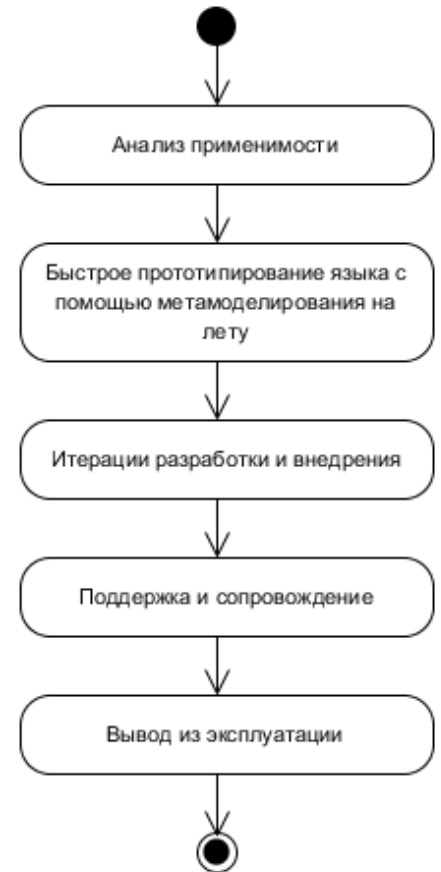 Анализ применимости
Быстрое прототипирование языка с
помощью метамоделирования на
лету
Итерации разработки и внедрения
Поддержка и сопровождение
Вывод из эксплуатации